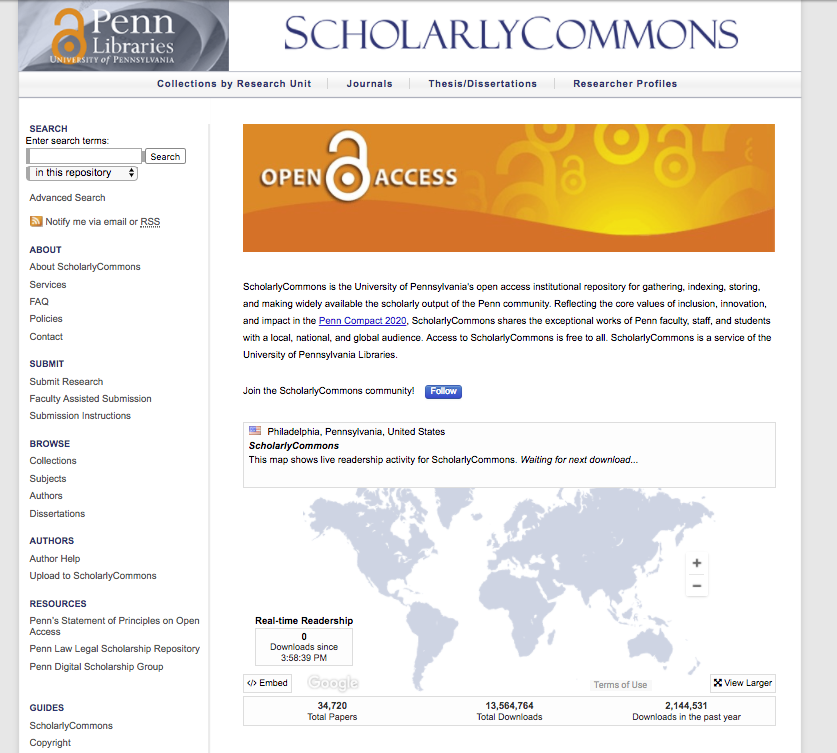 Penn
Libraries
UNIVERSITY of PENNSYLVANIA
SCHOLARLYCOMMONS
Collections by Research Unit | Journals | Thesis/Dissertations | Researcher Profiles
SEARCH
Enter search terms:
Search
in this repository
Advanced Search
Notify me via email or RSS
ABOUT
About ScholarlyCommons
Services
FAQ
Policies
Contact
SUBMIT
Submit Research
Faculty Assisted Submission
Submission Instructions
BROWSE
Collections
Subjects
Authors
Dissertations
AUTHORS
Author Help
Upload to ScholarlyCommons
RESOURCES
Penn's Statement of Principles on Open
Access
Penn Law Legal Scholarship Repository
Penn Digital Scholarship Group
GUIDES
ScholarlyCommons
Copyright
OPEN ACCESS
ScholarlyCommons is the University of Pennsylvania's open access institutional repository for gathering, indexing, storing,
and making widely available the scholarly output of the Penn community. Reflecting the core values of inclusion, innovation,
and impact in the Penn Compact 2020, ScholarlyCommons shares the exceptional works of Penn faculty, staff, and students
with a local, national, and global audience. Access to ScholarlyCommons is free to all. ScholarlyCommons is a service of the
University of Pennsylvania Libraries.
Join the ScholarlyCommons community! Follow
Philadelphia, Pennsylvania, United States
ScholarlyCommons
This map shows live readership activity for ScholarlyCommons. Waiting for next download...
+
−
Real-time Readership
0
Downloads since
3:58:39 PM
</> Embed
Google
Terms of Use
View Larger
34,720 13,564,764 2,144,531
Total Papers Total Downloads Downloads in the past year